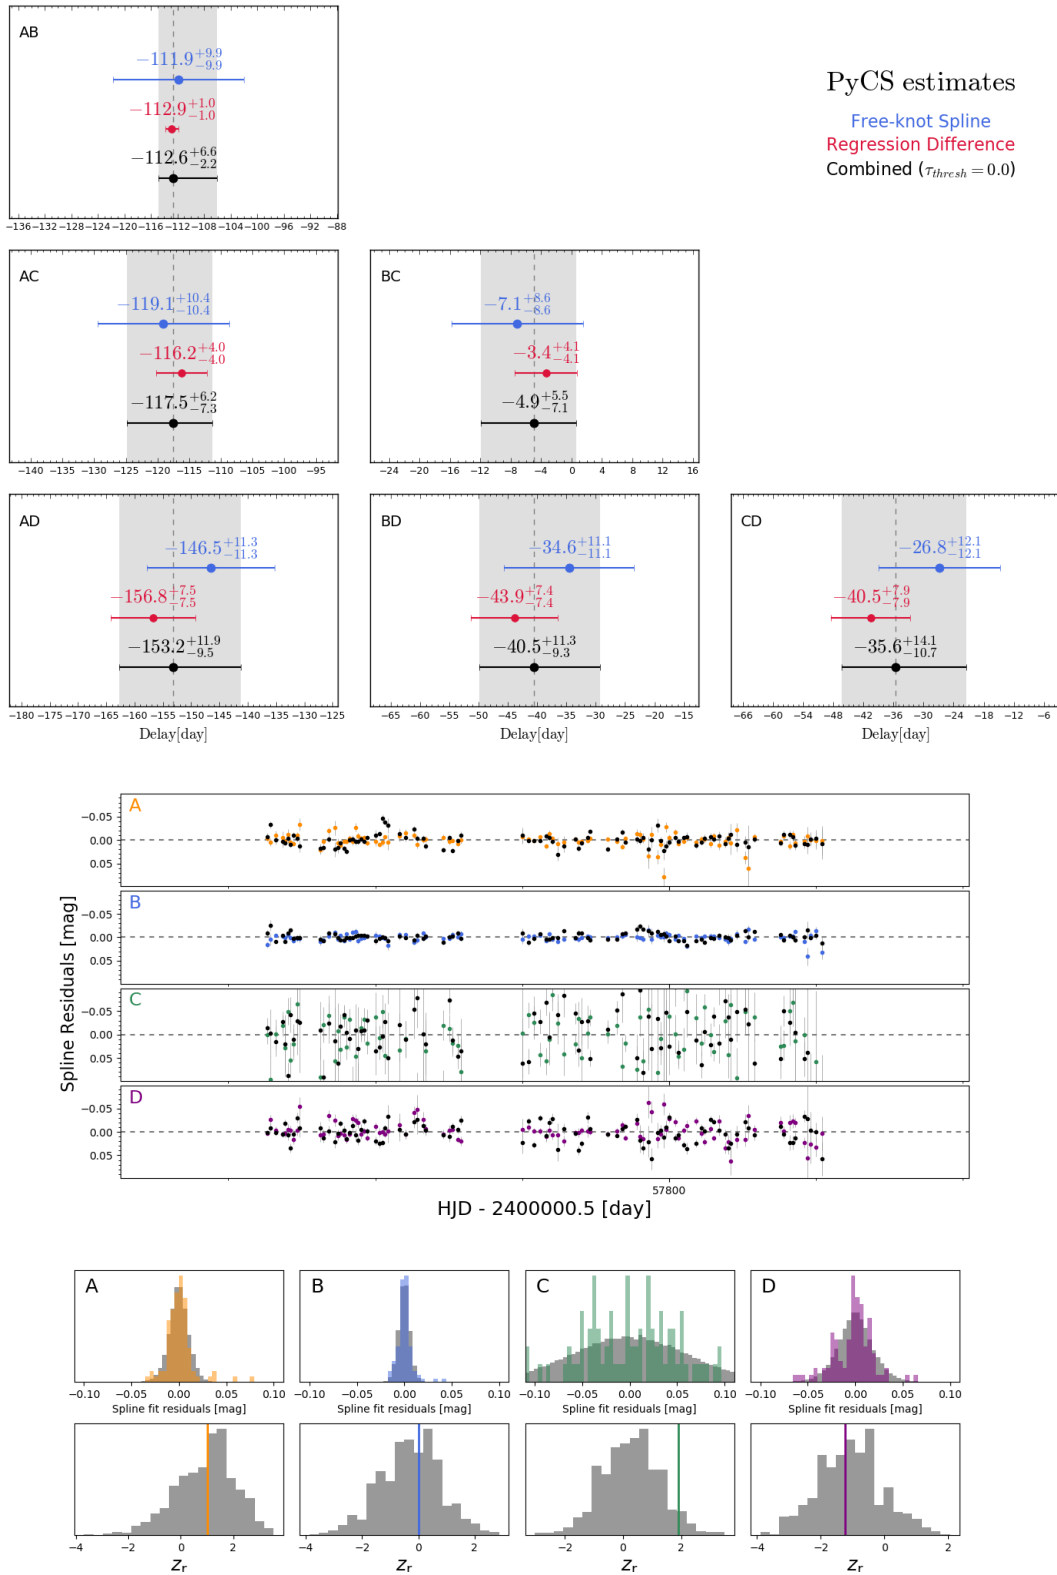 AB
−111.9 +9.9 −9.9
−112.9 +1.0 −1.0
−112.6 +6.6 −2.2
−136 −132 −128 −124 −120 −116 −112 −108 −104 −100 −96 −92 −88
PyCS estimates
Free-knot Spline
Regression Difference
Combined (τthresh = 0.0)
AC
−119.1 +10.4 −10.4
−116.2 +4.0 −4.0
−117.5 +6.2 −7.3
−140 −135 −130 −125 −120 −115 −110 −105 −100 −95
BC
−7.1 +8.6 −8.6
−3.4 +4.1 −4.1
−4.9 +5.5 −7.1
−24 −20 −16 −12 −8 −4 0 4 8 12 16
AD
−146.5 +11.3 −11.3
−156.8 +7.5 −7.5
−153.2 +11.9 −9.5
−180 −175 −170 −165 −160 −155 −150 −145 −140 −135 −130 −125
Delay[day]
BD
−34.6 +11.1 −11.1
−43.9 +7.4 −7.4
−40.5 +11.3 −9.3
−65 −60 −55 −50 −45 −40 −35 −30 −25 −20 −15
Delay[day]
CD
−26.8 +12.1 −12.1
−40.5 +7.9 −7.9
−35.6 +14.1 −10.7
−66 −60 −54 −48 −42 −36 −30 −24 −18 −12 −6
Delay[day]
Spline Residuals [mag]
A
−0.05
0.00
0.05
B
−0.05
0.00
0.05
C
−0.05
0.00
0.05
D
−0.05
0.00
0.05
57800
HJD - 2400000.5 [day]
A
−0.10 −0.05 0.00 0.05 0.10
Spline fit residuals [mag]
B
−0.10 −0.05 0.00 0.05 0.10
Spline fit residuals [mag]
C
−0.10 −0.05 0.00 0.05 0.10
Spline fit residuals [mag]
D
−0.10 −0.05 0.00 0.05 0.10
Spline fit residuals [mag]
−4 −2 0 2
zr
−4 −2 0 2
zr
−2 0 2
zr
−4 −2 0 2
zr